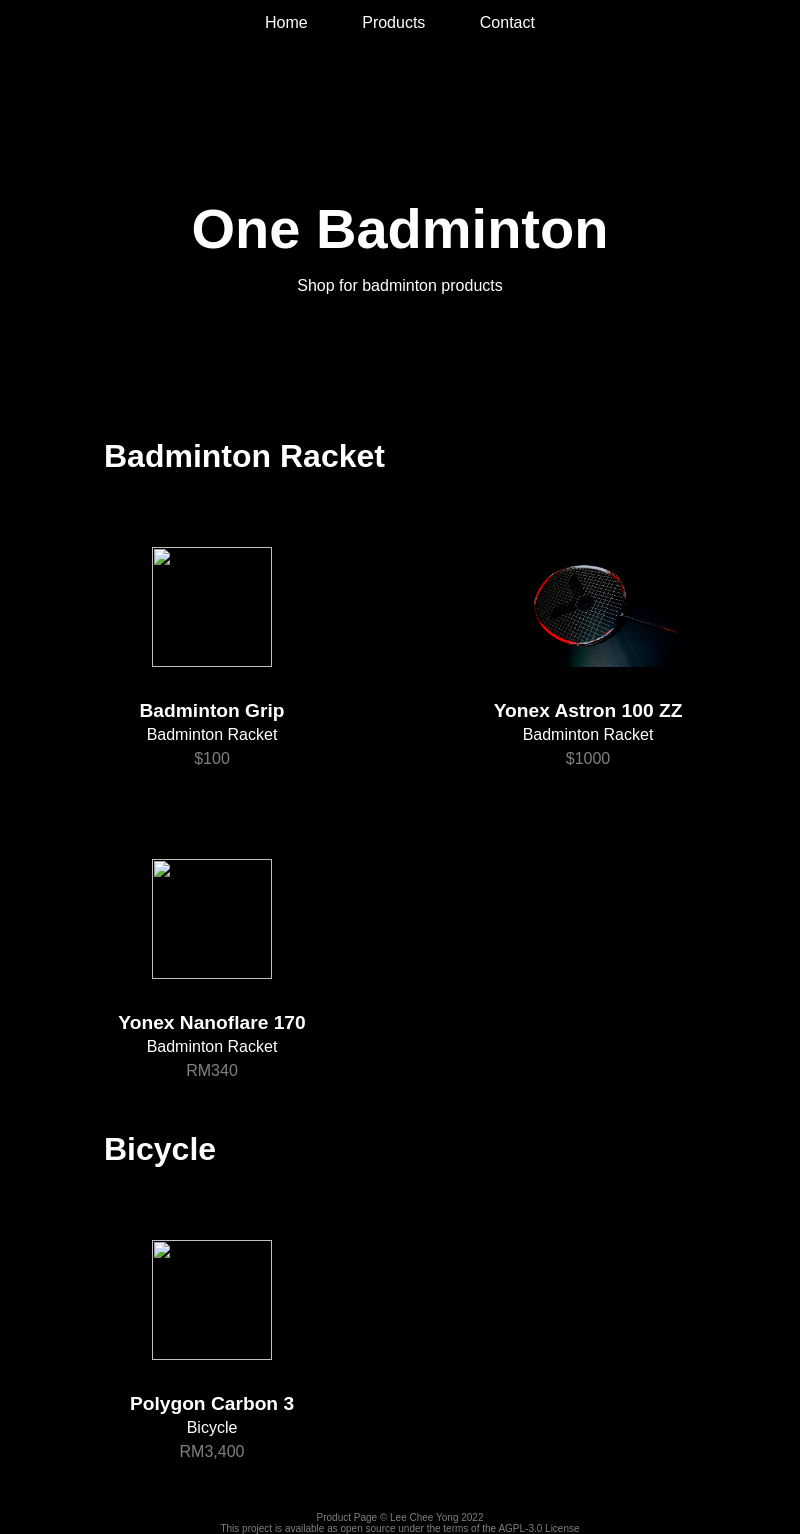 Home Products Contact
One Badminton
Shop for badminton products
Badminton Racket
Badminton Grip
Badminton Racket
$100
Yonex Astron 100 ZZ
Badminton Racket
$1000
Yonex Nanoflare 170
Badminton Racket
RM340
Bicycle
Polygon Carbon 3
Bicycle
RM3,400
Product Page © Lee Chee Yong 2022
This project is available as open source under the terms of the AGPL-3.0 License